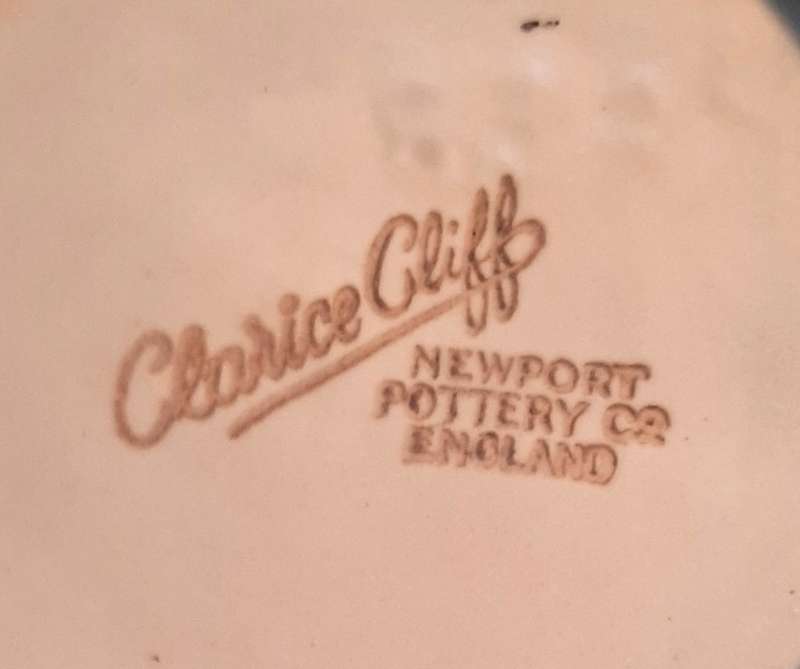 Clarice Cliff
NEWPORT
POTTERY CO
ENGLAND